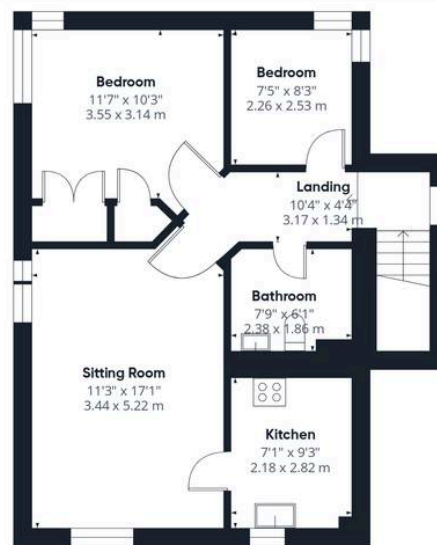 Bedroom
11'7" x 10'3"
3.55 x 3.14 m
Bedroom
7'5" x 8'3"
2.26 x 2.53 m
Landing
10'4" x 4'4"
3.17 x 1.34 m
Bathroom
7'9" x 6'1"
2.38 x 1.86 m
Sitting Room
11'3" x 17'1"
3.44 x 5.22 m
Kitchen
7'1" x 9'3"
2.18 x 2.82 m